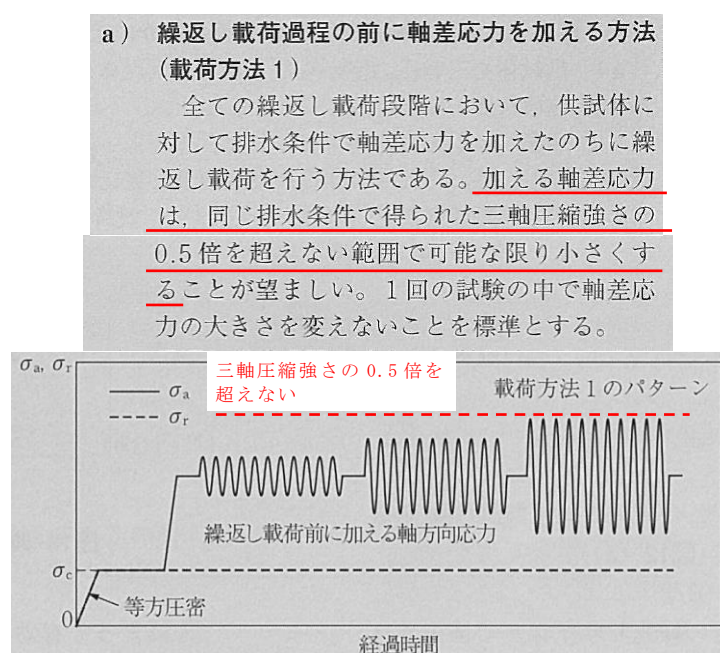 a） 繰返し載荷過程の前に軸差応力を加える方法
(載荷方法1)
全ての繰返し載荷段階において，供試体に
対して排水条件で軸差応力を加えたのちに繰
返し載荷を行う方法である。加える軸差応力
は，同じ排水条件で得られた三軸圧縮強さの
0.5倍を超えない範囲で可能な限り小さくす
ることが望ましい。1回の試験の中で軸差応
力の大きさを変えないことを標準とする。
σa, σr
三軸圧縮強さの0.5倍を
超えない
載荷方法1のパターン
σa
σr
繰返し載荷前に加える軸方向応力
σc
等方圧密
0
経過時間